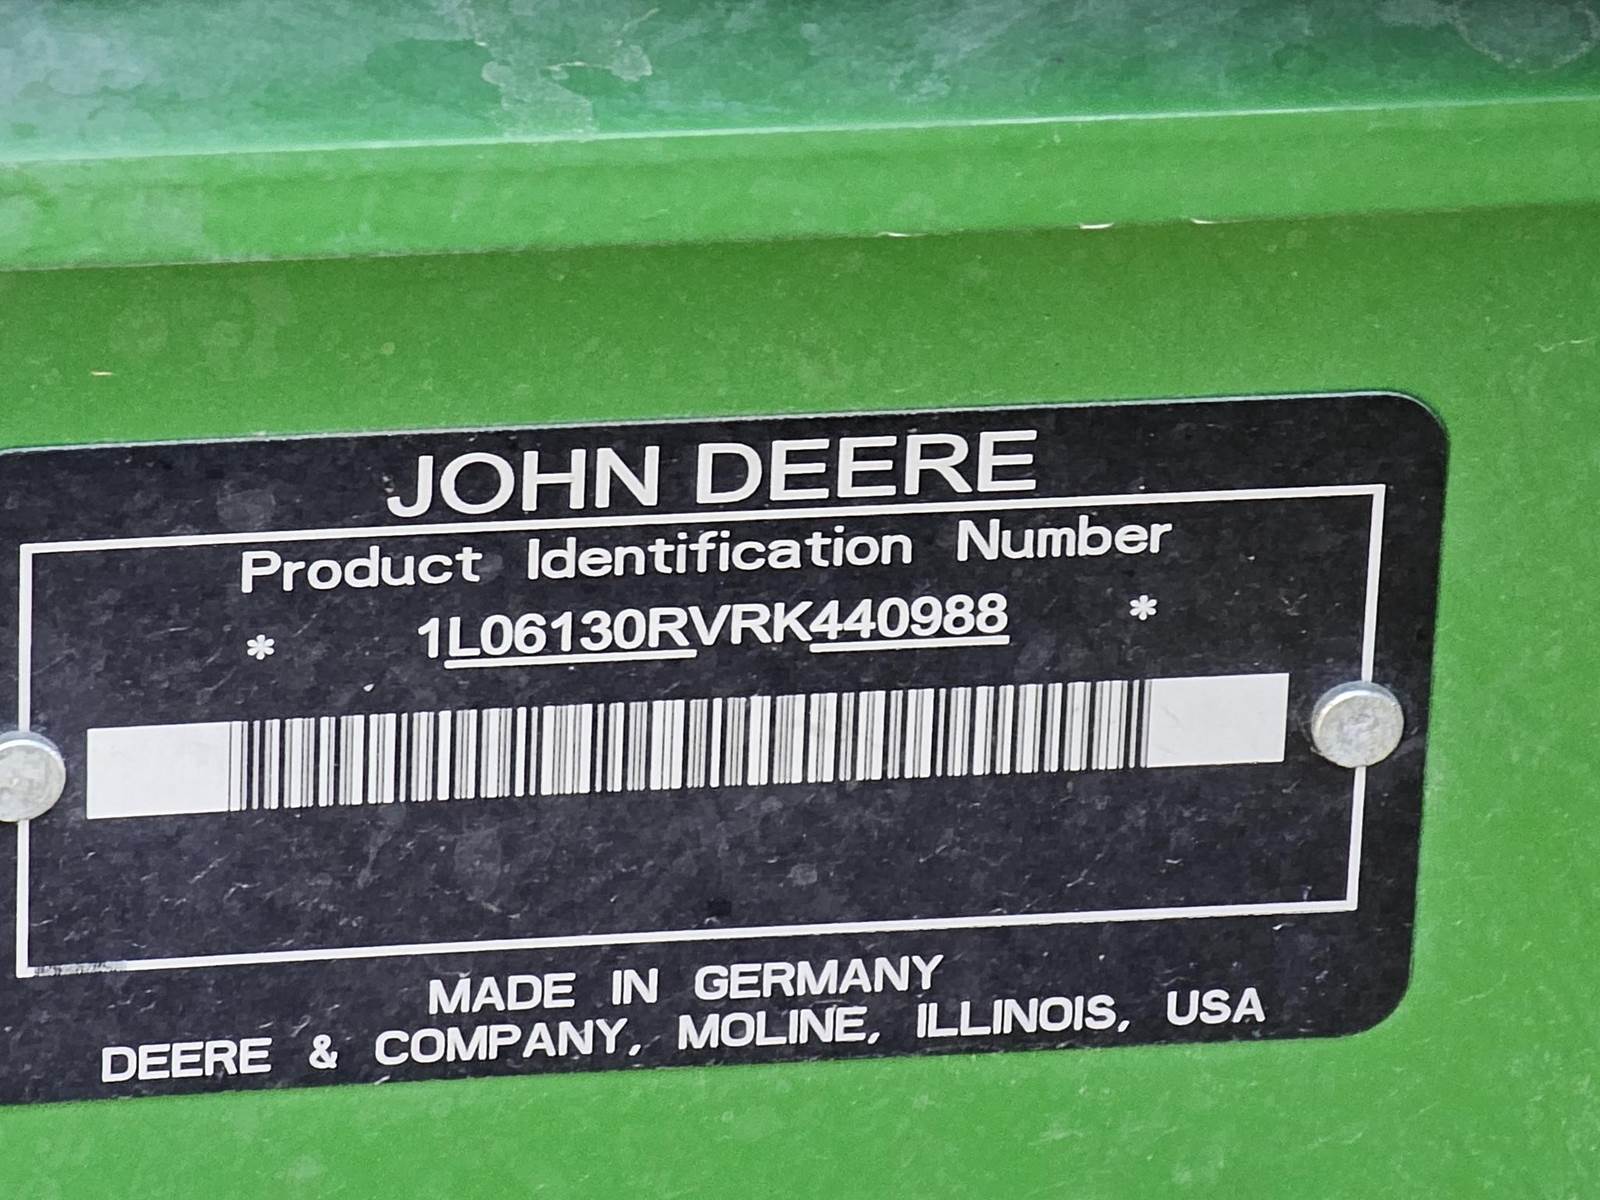 JOHN DEERE
Product Identification Number
* 1L06130RVRK440988 *
MADE IN GERMANY
DEERE & COMPANY, MOLINE, ILLINOIS, USA